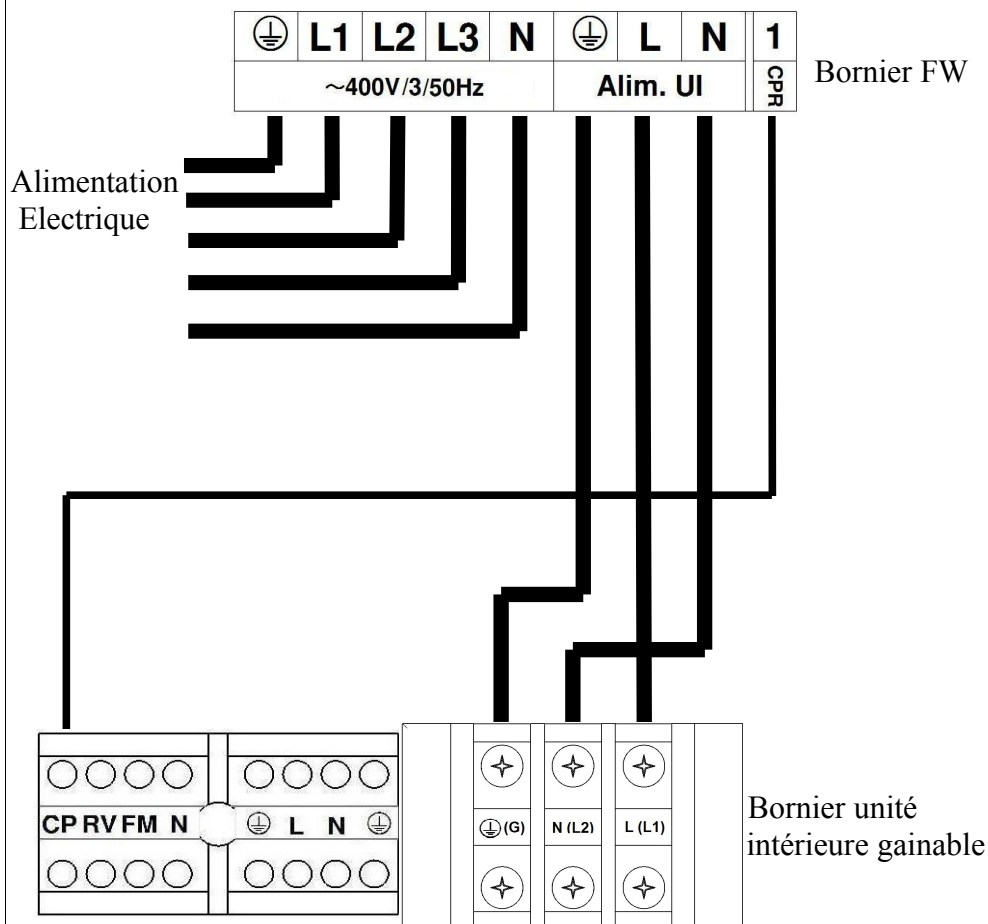 ⏚ L1 L2 L3 N ⏚ L N 1
~400V/3/50Hz Alim. UI CPR
Bornier FW
Alimentation
Electrique
CP RV FM N ⏚ L N ⏚
⏚ (G) N (L2) L (L1)
Bornier unité
intérieure gainable